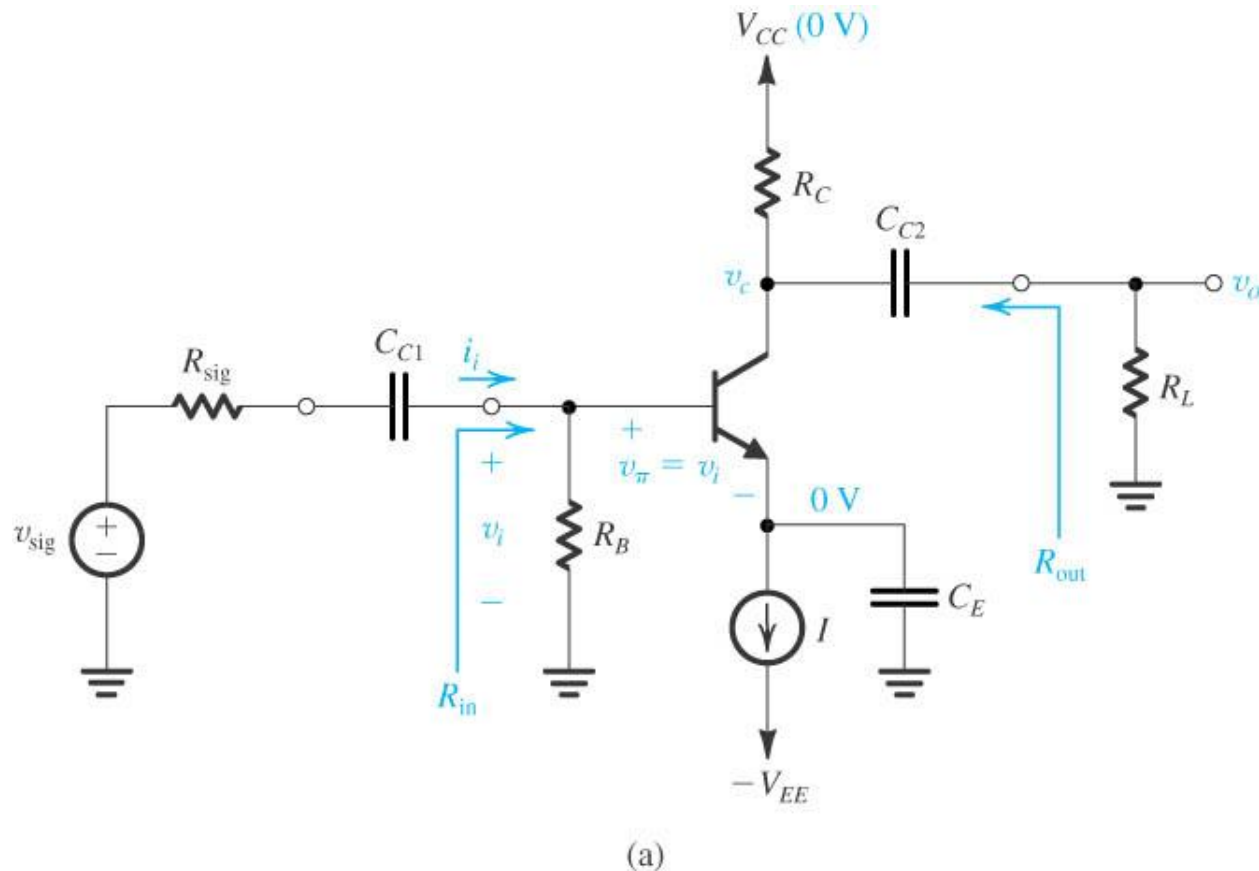 V_CC (0 V)
R_C
C_C2
v_c
v_o
C_C1
i_i
R_sig
R_L
+
v_π = v_i
−
0 V
+
v_i
−
v_sig
+
−
R_B
R_out
I
C_E
R_in
−V_EE
(a)